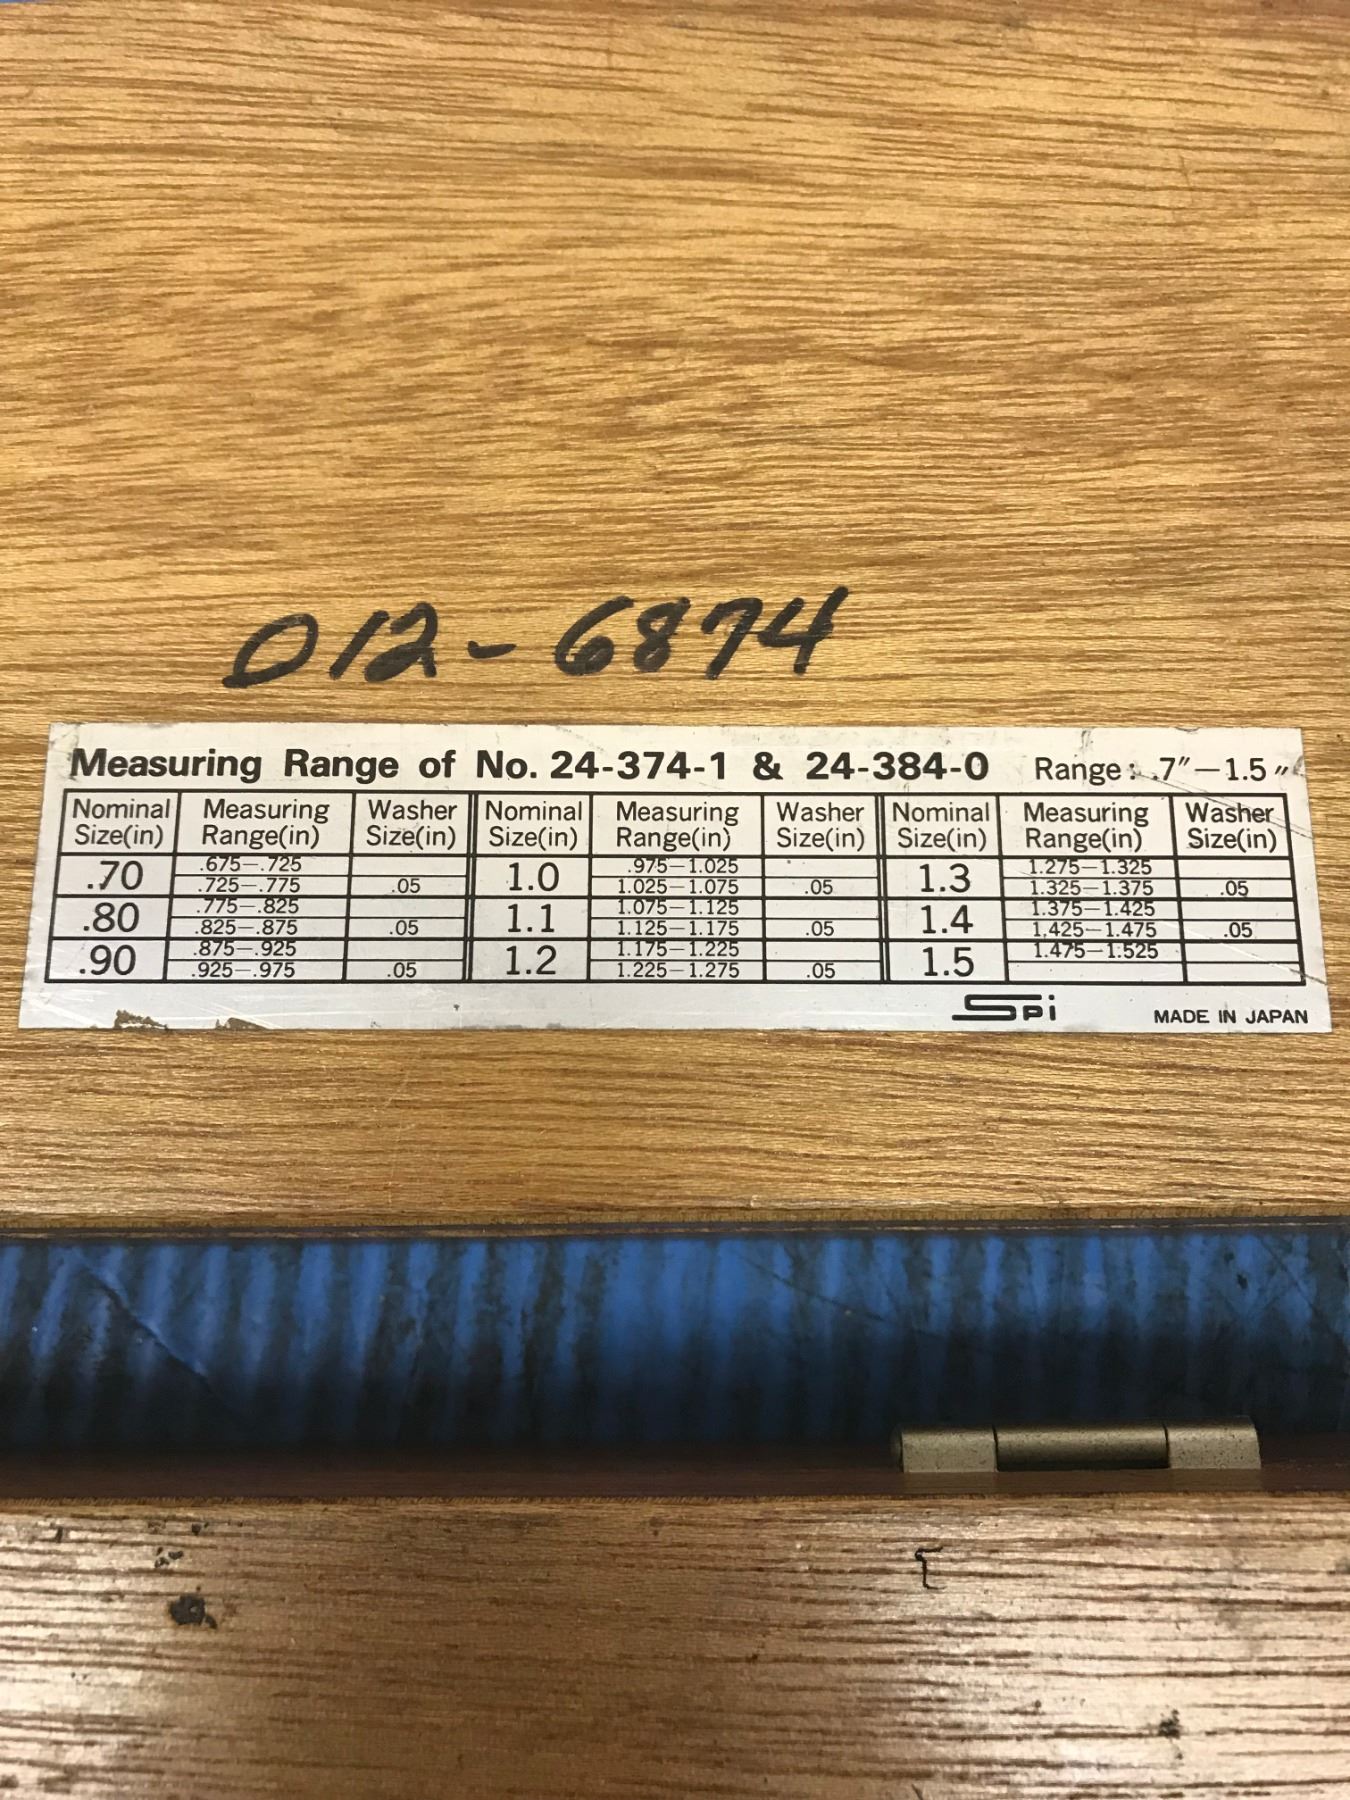 012-6874
Measuring Range of No. 24-374-1 & 24-384-0 Range: .7″—1.5″
Nominal Size(in) Measuring Range(in) Washer Size(in) Nominal Size(in) Measuring Range(in) Washer Size(in) Nominal Size(in) Measuring Range(in) Washer Size(in)
.70 .675—.725 1.0 .975—1.025 1.3 1.275—1.325
.725—.775 .05 1.025—1.075 .05 1.325—1.375 .05
.80 .775—.825 1.1 1.075—1.125 1.4 1.375—1.425
.825—.875 .05 1.125—1.175 .05 1.425—1.475 .05
.90 .875—.925 1.2 1.175—1.225 1.5 1.475—1.525
.925—.975 .05 1.225—1.275 .05
SPi MADE IN JAPAN